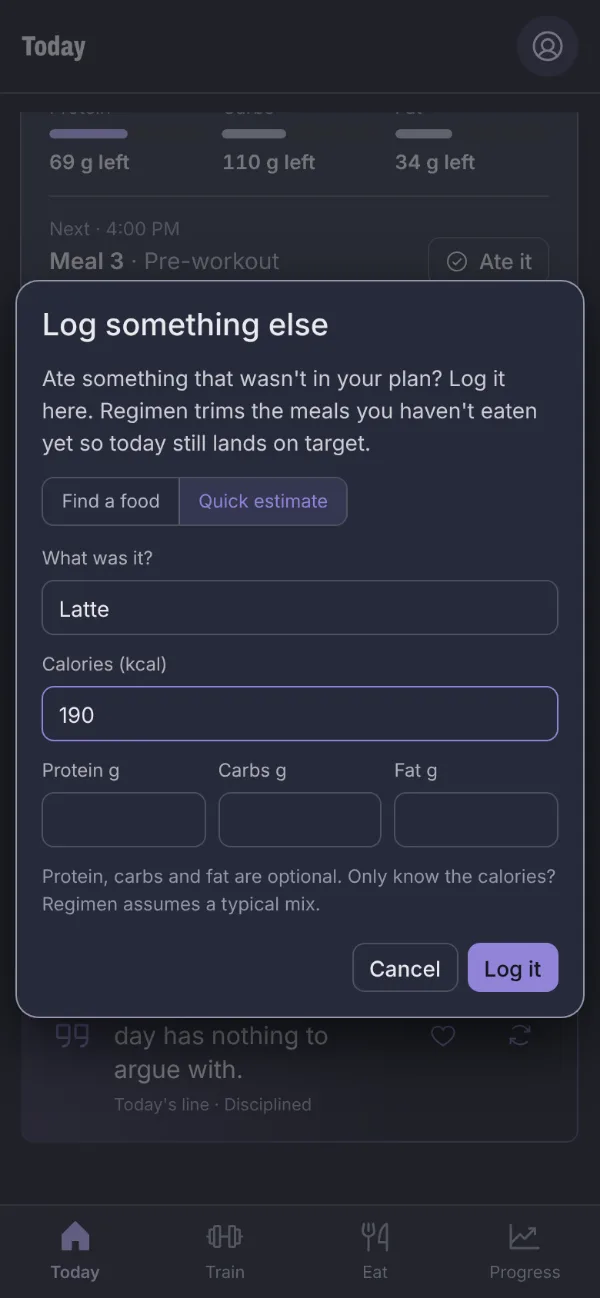 Today
69 g left
110 g left
34 g left
Next · 4:00 PM
Meal 3 · Pre-workout
Ate it
Log something else
Ate something that wasn't in your plan? Log it
here. Regimen trims the meals you haven't eaten
yet so today still lands on target.
Find a food
Quick estimate
What was it?
Latte
Calories (kcal)
190
Protein g
Carbs g
Fat g
Protein, carbs and fat are optional. Only know the calories?
Regimen assumes a typical mix.
Cancel
Log it
day has nothing to
argue with.
Today's line · Disciplined
Today
Train
Eat
Progress